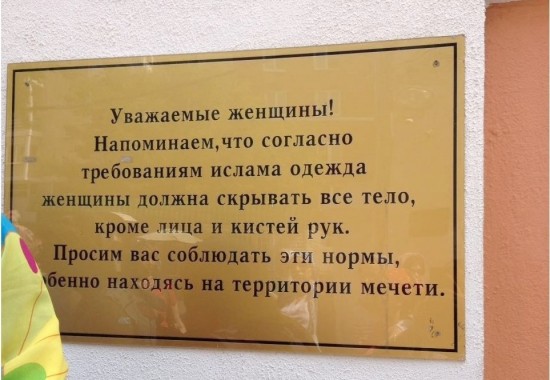 Уважаемые женщины!
Напоминаем,что согласно
требованиям ислама одежда
женщины должна скрывать все тело,
кроме лица и кистей рук.
Просим вас соблюдать эти нормы,
обенно находясь на территории мечети.